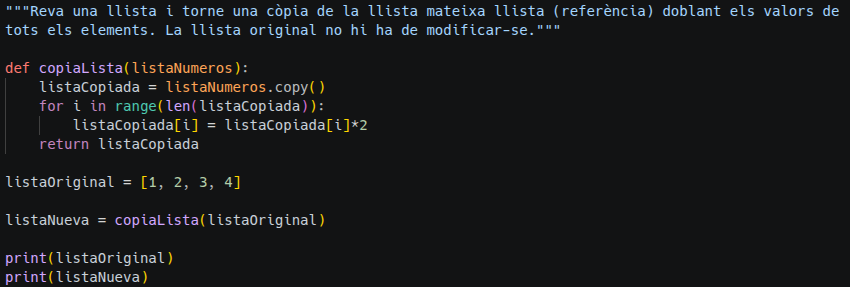 """Reva una llista i torne una còpia de la llista mateixa llista (referència) doblant els valors de
tots els elements. La llista original no hi ha de modificar-se."""
def copiaLista(listaNumeros):
    listaCopiada = listaNumeros.copy()
    for i in range(len(listaCopiada)):
        listaCopiada[i] = listaCopiada[i]*2
    return listaCopiada
listaOriginal = [1, 2, 3, 4]
listaNueva = copiaLista(listaOriginal)
print(listaOriginal)
print(listaNueva)